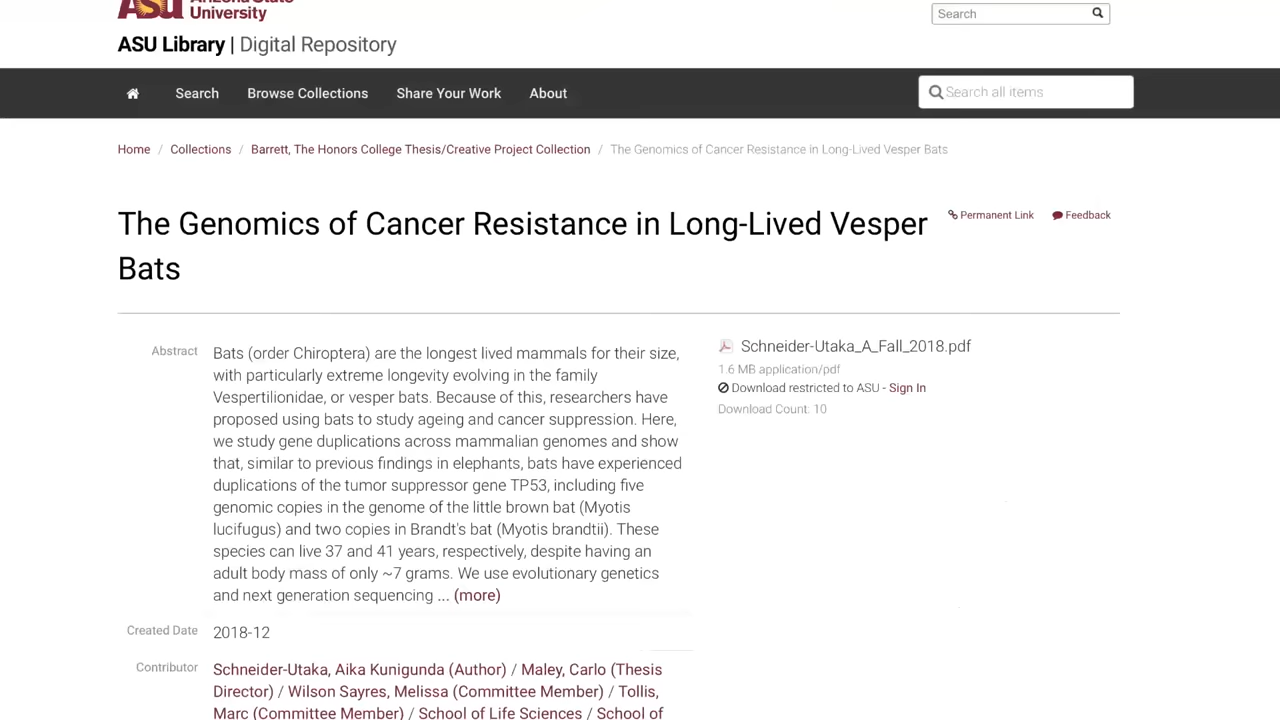 ASU Arizona State
University
Search
ASU Library | Digital Repository
Search
Browse Collections
Share Your Work
About
Search all items
Home / Collections / Barrett, The Honors College Thesis/Creative Project Collection / The Genomics of Cancer Resistance in Long-Lived Vesper Bats
The Genomics of Cancer Resistance in Long-Lived Vesper
Bats
Permanent Link
Feedback
Abstract
Bats (order Chiroptera) are the longest lived mammals for their size,
with particularly extreme longevity evolving in the family
Vespertilionidae, or vesper bats. Because of this, researchers have
proposed using bats to study ageing and cancer suppression. Here,
we study gene duplications across mammalian genomes and show
that, similar to previous findings in elephants, bats have experienced
duplications of the tumor suppressor gene TP53, including five
genomic copies in the genome of the little brown bat (Myotis
lucifugus) and two copies in Brandt's bat (Myotis brandtii). These
species can live 37 and 41 years, respectively, despite having an
adult body mass of only ~7 grams. We use evolutionary genetics
and next generation sequencing ... (more)
Schneider-Utaka_A_Fall_2018.pdf
1.6 MB application/pdf
Download restricted to ASU - Sign In
Download Count: 10
Created Date
2018-12
Contributor
Schneider-Utaka, Aika Kunigunda (Author) / Maley, Carlo (Thesis
Director) / Wilson Sayres, Melissa (Committee Member) / Tollis,
Marc (Committee Member) / School of Life Sciences / School of